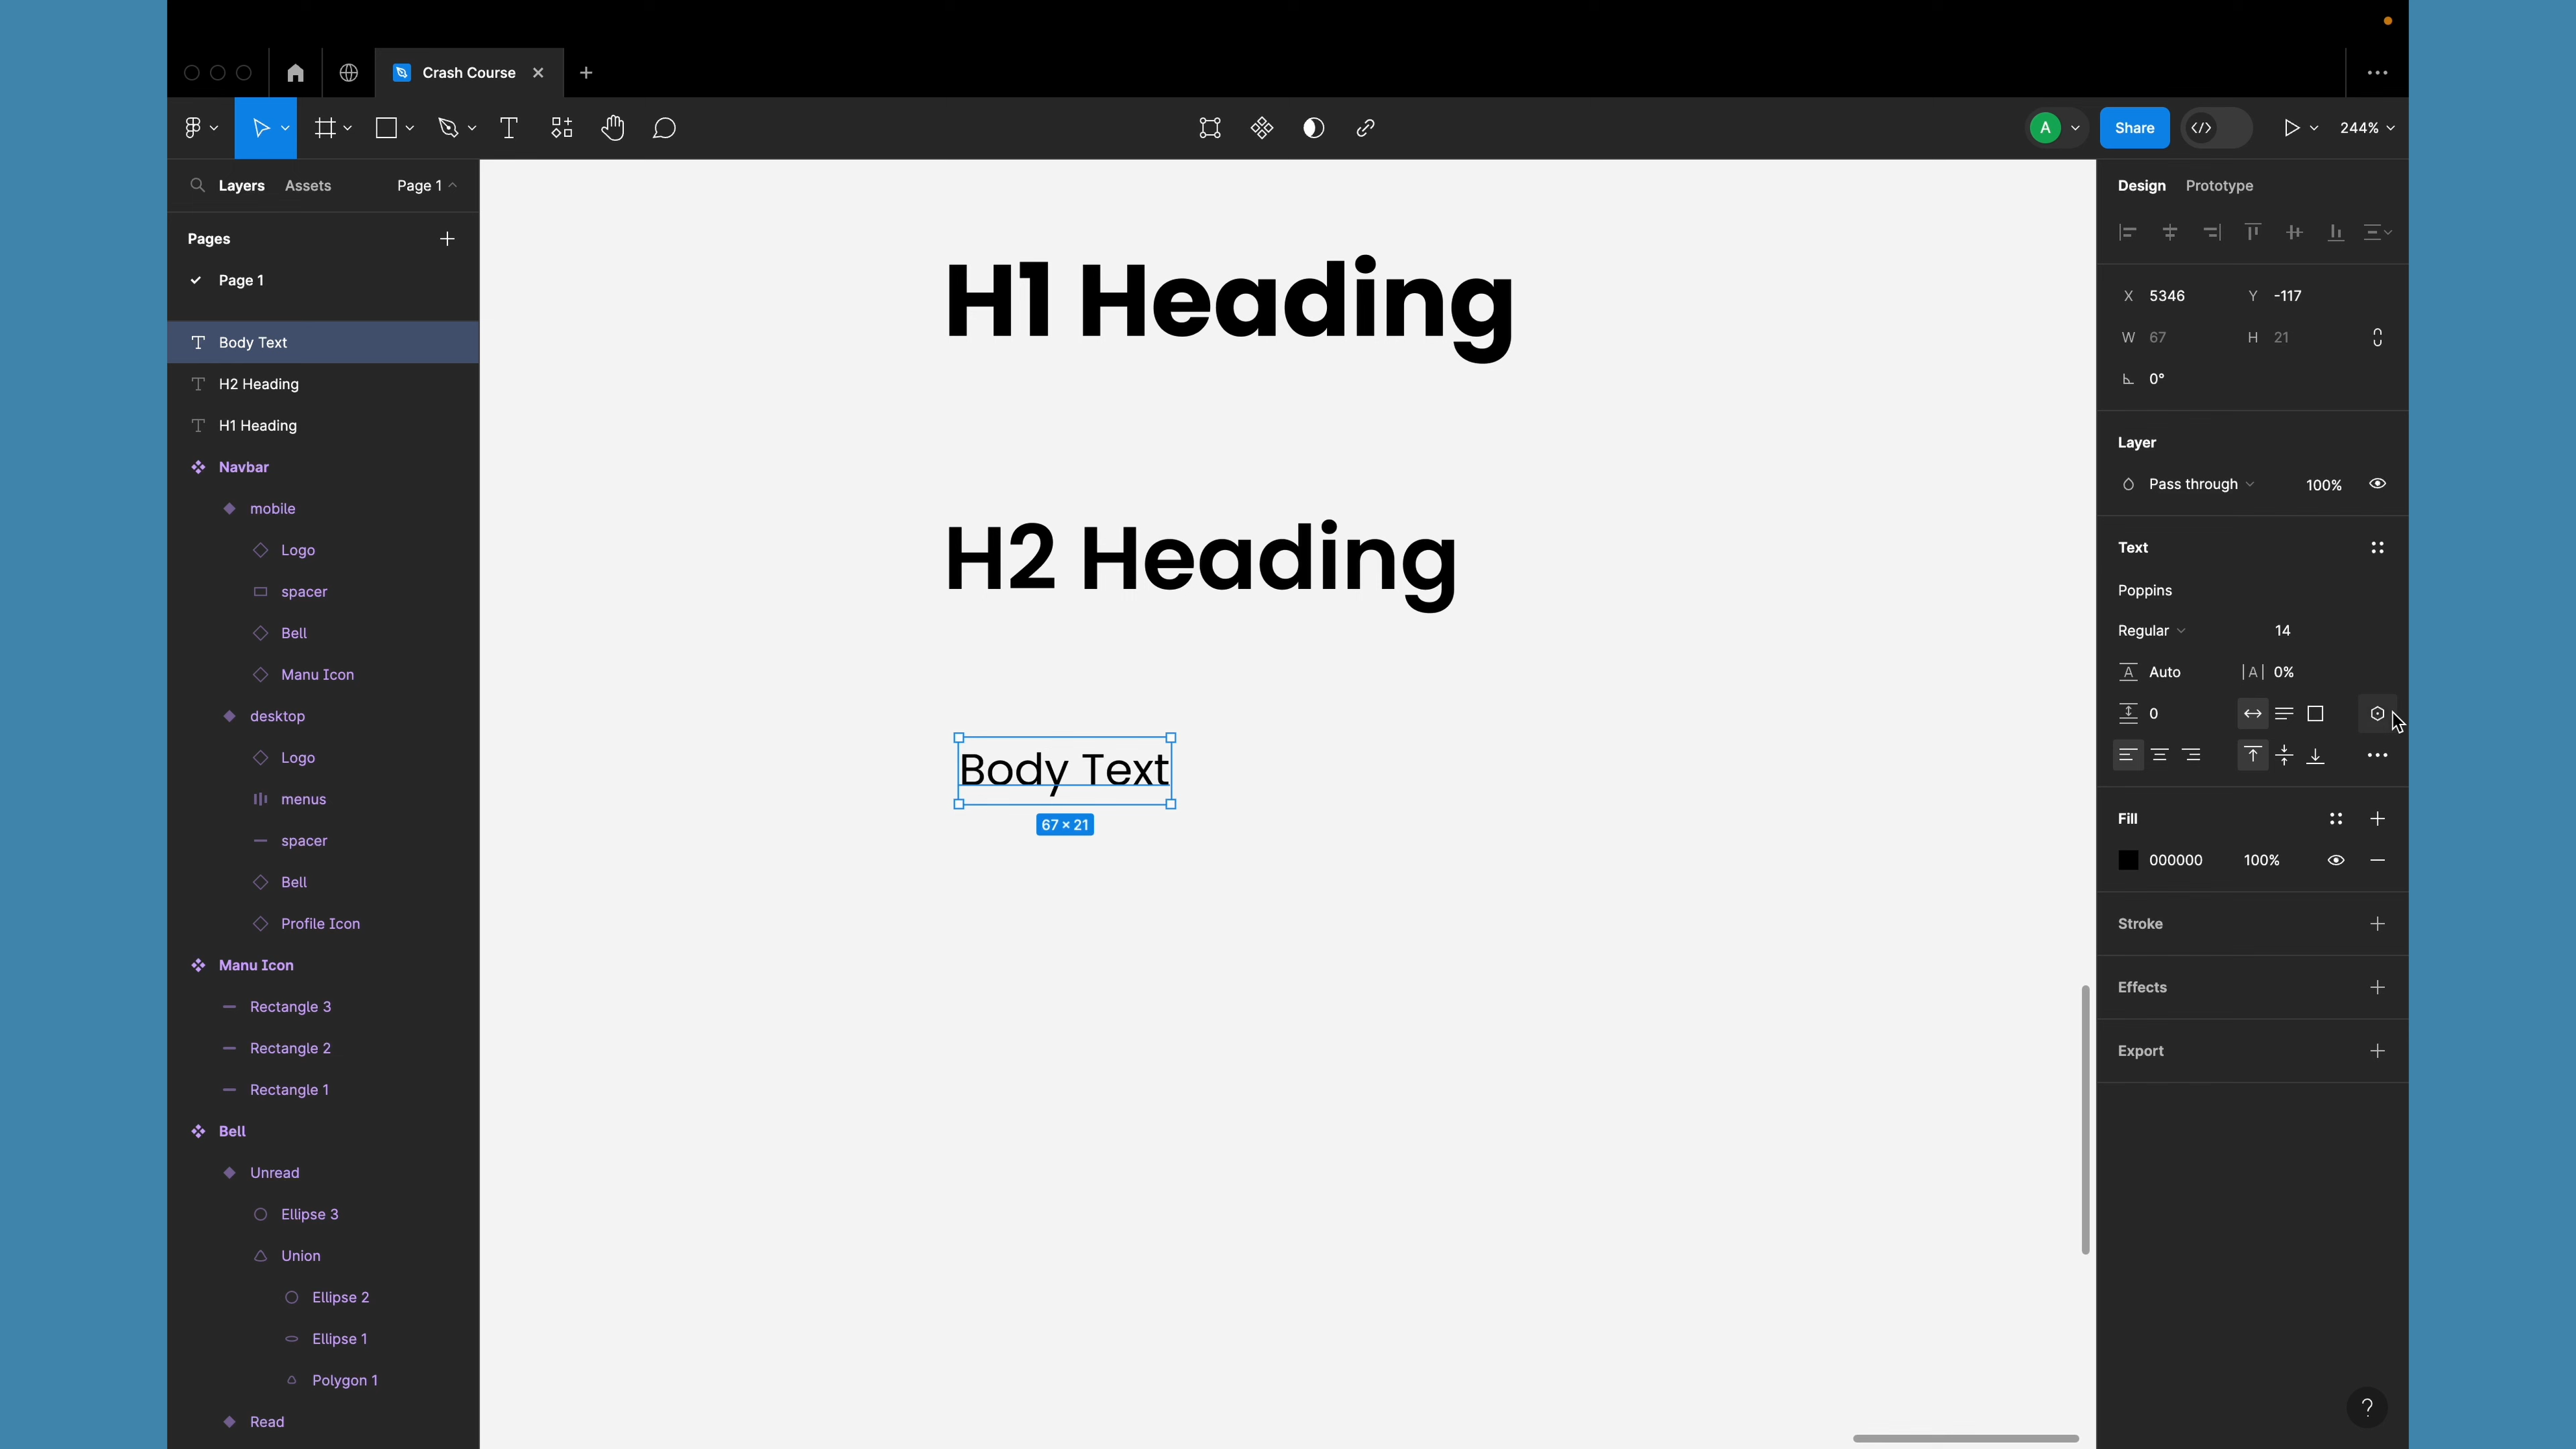 Crash Course
A
Share
244%
Layers
Assets
Page 1
Pages
Page 1
Body Text
H2 Heading
H1 Heading
Navbar
mobile
Logo
spacer
Bell
Manu Icon
desktop
Logo
menus
spacer
Bell
Profile Icon
Manu Icon
Rectangle 3
Rectangle 2
Rectangle 1
Bell
Unread
Ellipse 3
Union
Ellipse 2
Ellipse 1
Polygon 1
Read
H1 Heading
H2 Heading
Body Text
67 × 21
Design
Prototype
X 5346 Y -117
W 67 H 21
0°
Layer
Pass through 100%
Text
Poppins
Regular 14
A Auto |A| 0%
0
Fill
000000 100%
Stroke
Effects
Export
?